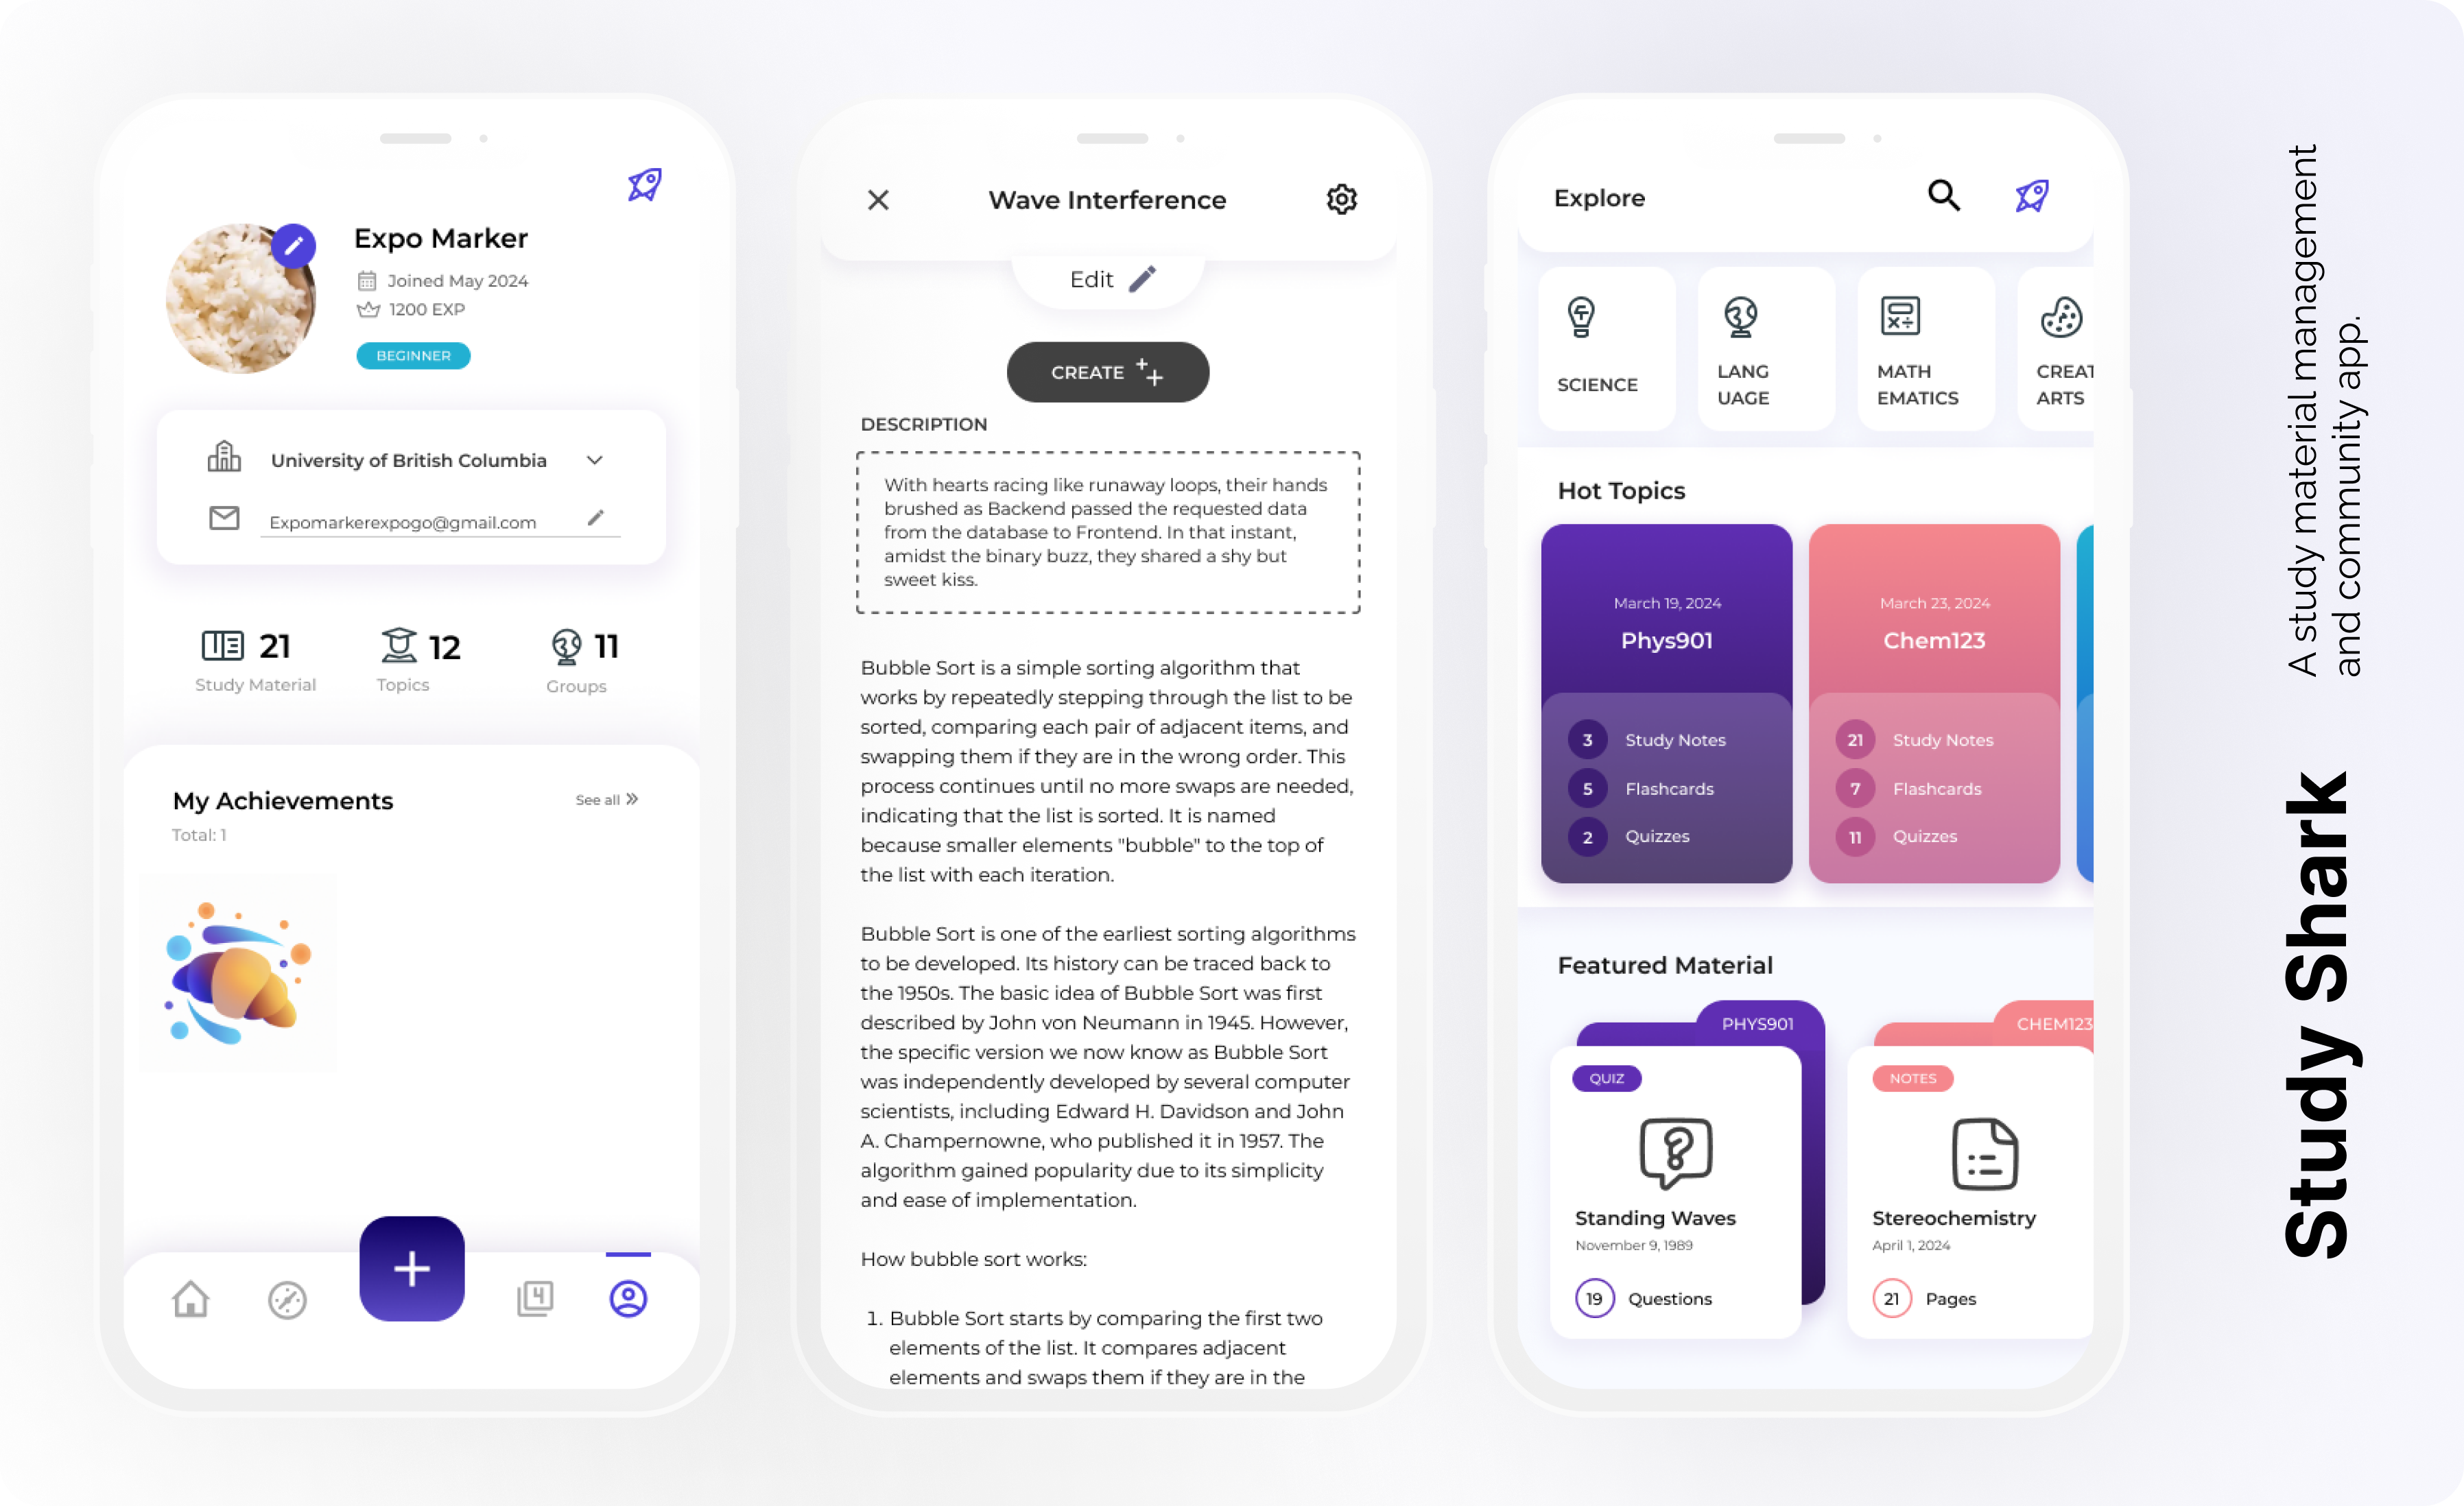 Expo Marker
Joined May 2024
1200 EXP
BEGINNER
University of British Columbia
Expomarkerexpogo@gmail.com
21
Study Material
12
Topics
11
Groups
My Achievements
See all
Total: 1
4
Wave Interference
Edit
CREATE
DESCRIPTION
With hearts racing like runaway loops, their hands
brushed as Backend passed the requested data
from the database to Frontend. In that instant,
amidst the binary buzz, they shared a shy but
sweet kiss.
Bubble Sort is a simple sorting algorithm that
works by repeatedly stepping through the list to be
sorted, comparing each pair of adjacent items, and
swapping them if they are in the wrong order. This
process continues until no more swaps are needed,
indicating that the list is sorted. It is named
because smaller elements "bubble" to the top of
the list with each iteration.
Bubble Sort is one of the earliest sorting algorithms
to be developed. Its history can be traced back to
the 1950s. The basic idea of Bubble Sort was first
described by John von Neumann in 1945. However,
the specific version we now know as Bubble Sort
was independently developed by several computer
scientists, including Edward H. Davidson and John
A. Champernowne, who published it in 1957. The
algorithm gained popularity due to its simplicity
and ease of implementation.
How bubble sort works:
1. Bubble Sort starts by comparing the first two
elements of the list. It compares adjacent
elements and swaps them if they are in the
Explore
SCIENCE
LANG
UAGE
MATH
EMATICS
CREAT
ARTS
Hot Topics
March 19, 2024
Phys901
3 Study Notes
5 Flashcards
2 Quizzes
March 23, 2024
Chem123
21 Study Notes
7 Flashcards
11 Quizzes
Featured Material
PHYS901
QUIZ
Standing Waves
November 9, 1989
19 Questions
CHEM123
NOTES
Stereochemistry
April 1, 2024
21 Pages
Study Shark
A study material management
and community app.